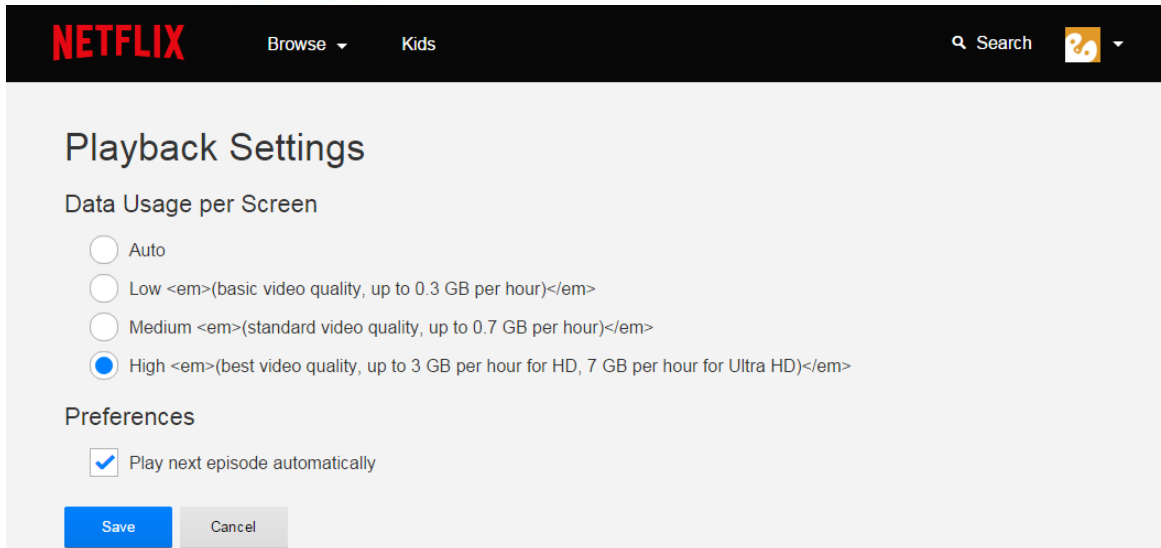 NETFLIX Browse Kids Search
Playback Settings
Data Usage per Screen
Auto
Low <em>(basic video quality, up to 0.3 GB per hour)</em>
Medium <em>(standard video quality, up to 0.7 GB per hour)</em>
High <em>(best video quality, up to 3 GB per hour for HD, 7 GB per hour for Ultra HD)</em>
Preferences
Play next episode automatically
Save Cancel